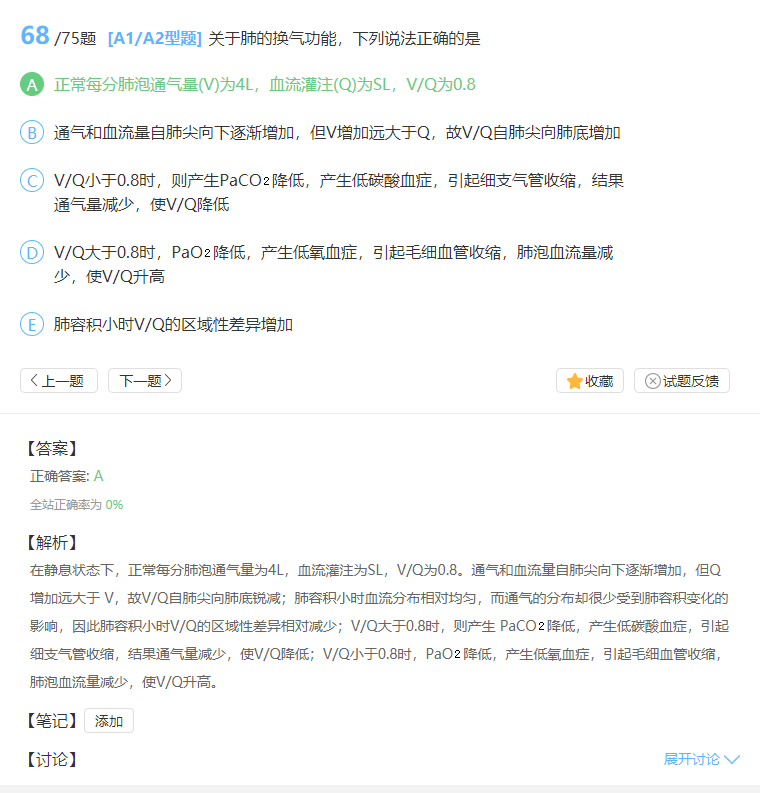 68 /75题 [A1/A2型题] 关于肺的换气功能，下列说法正确的是
A 正常每分肺泡通气量(V)为4L，血流灌注(Q)为SL，V/Q为0.8
B 通气和血流量自肺尖向下逐渐增加，但V增加远大于Q，故V/Q自肺尖向肺底增加
C V/Q小于0.8时，则产生PaCO2降低，产生低碳酸血症，引起细支气管收缩，结果
通气量减少，使V/Q降低
D V/Q大于0.8时，PaO2降低，产生低氧血症，引起毛细血管收缩，肺泡血流量减
少，使V/Q升高
E 肺容积小时V/Q的区域性差异增加
上一题 下一题 收藏 试题反馈
【答案】
正确答案: A
全站正确率为 0%
【解析】
在静息状态下，正常每分肺泡通气量为4L，血流灌注为SL，V/Q为0.8。通气和血流量自肺尖向下逐渐增加，但Q
增加远大于 V，故V/Q自肺尖向肺底锐减；肺容积小时血流分布相对均匀，而通气的分布却很少受到肺容积变化的
影响，因此肺容积小时V/Q的区域性差异相对减少；V/Q大于0.8时，则产生 PaCO2降低，产生低碳酸血症，引起
细支气管收缩，结果通气量减少，使V/Q降低；V/Q小于0.8时，PaO2降低，产生低氧血症，引起毛细血管收缩，
肺泡血流量减少，使V/Q升高。
【笔记】 添加
【讨论】 展开讨论